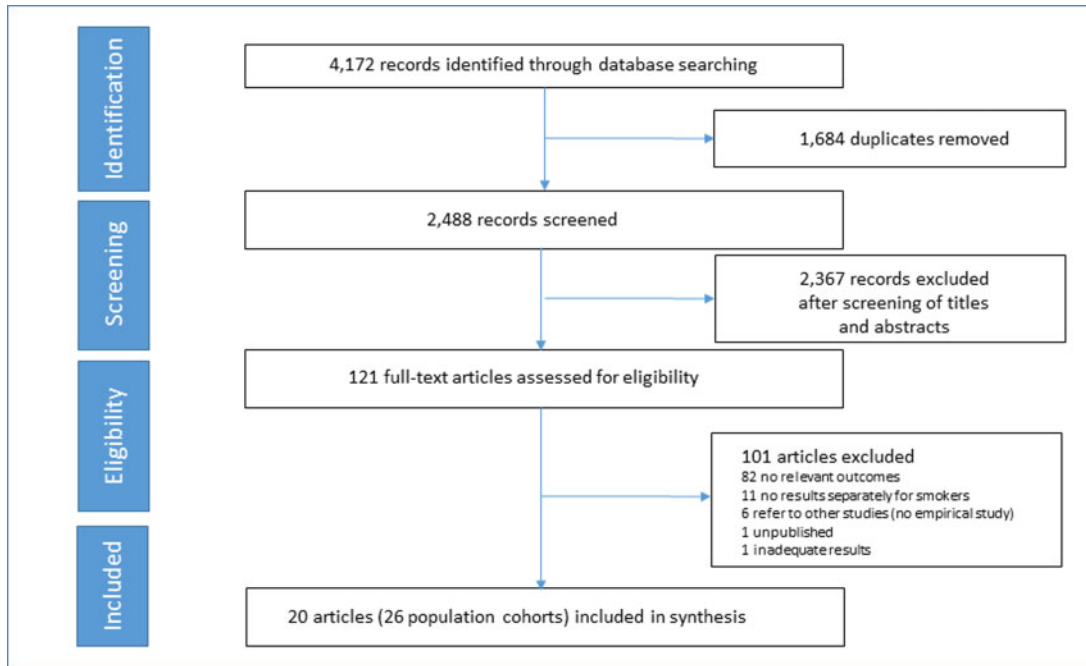 Identification
4,172 records identified through database searching
1,684 duplicates removed
Screening
2,488 records screened
2,367 records excluded
after screening of titles
and abstracts
Eligibility
121 full-text articles assessed for eligibility
101 articles excluded
82 no relevant outcomes
11 no results separately for smokers
6 refer to other studies (no empirical study)
1 unpublished
1 inadequate results
Included
20 articles (26 population cohorts) included in synthesis